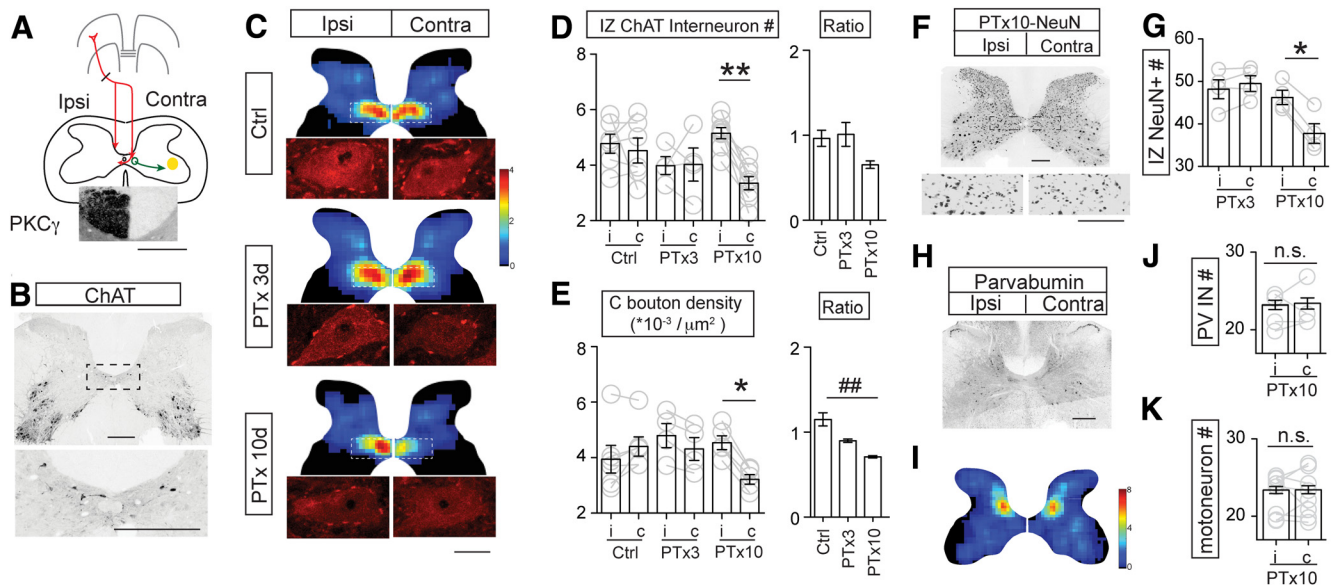 A
Ipsi
Contra
PKCγ
B
ChAT
C
Ipsi
Contra
Ctrl
PTx 3d
PTx 10d
4
2
0
D
IZ ChAT Interneuron #
Ratio
8
6
4
2
**
i
c
i
c
i
c
Ctrl
PTx3
PTx10
2
1
0
Ctrl
PTx3
PTx10
E
C bouton density
(*10⁻³ / μm² )
Ratio
8
6
4
2
*
i
c
i
c
i
c
Ctrl
PTx3
PTx10
2
1
0
##
Ctrl
PTx3
PTx10
F
PTx10-NeuN
Ipsi
Contra
G
IZ NeuN+ #
60
50
40
30
*
i
c
i
c
PTx3
PTx10
H
Parvabumin
Ipsi
Contra
I
8
4
0
J
PV IN #
30
20
n.s.
i
c
PTx10
K
motoneuron #
30
20
n.s.
i
c
PTx10